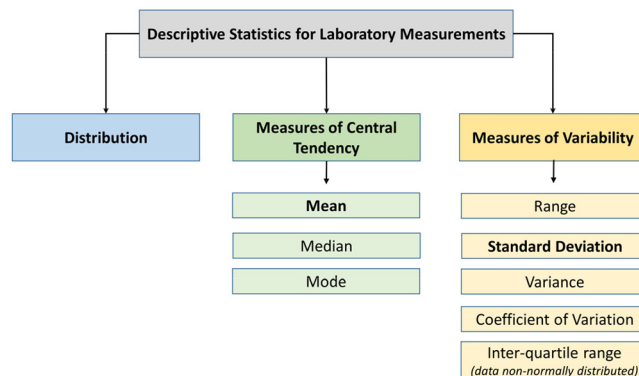 Descriptive Statistics for Laboratory Measurements
Distribution
Measures of Central
Tendency
Mean
Median
Mode
Measures of Variability
Range
Standard Deviation
Variance
Coefficient of Variation
Inter-quartile range
(data non-normally distributed)